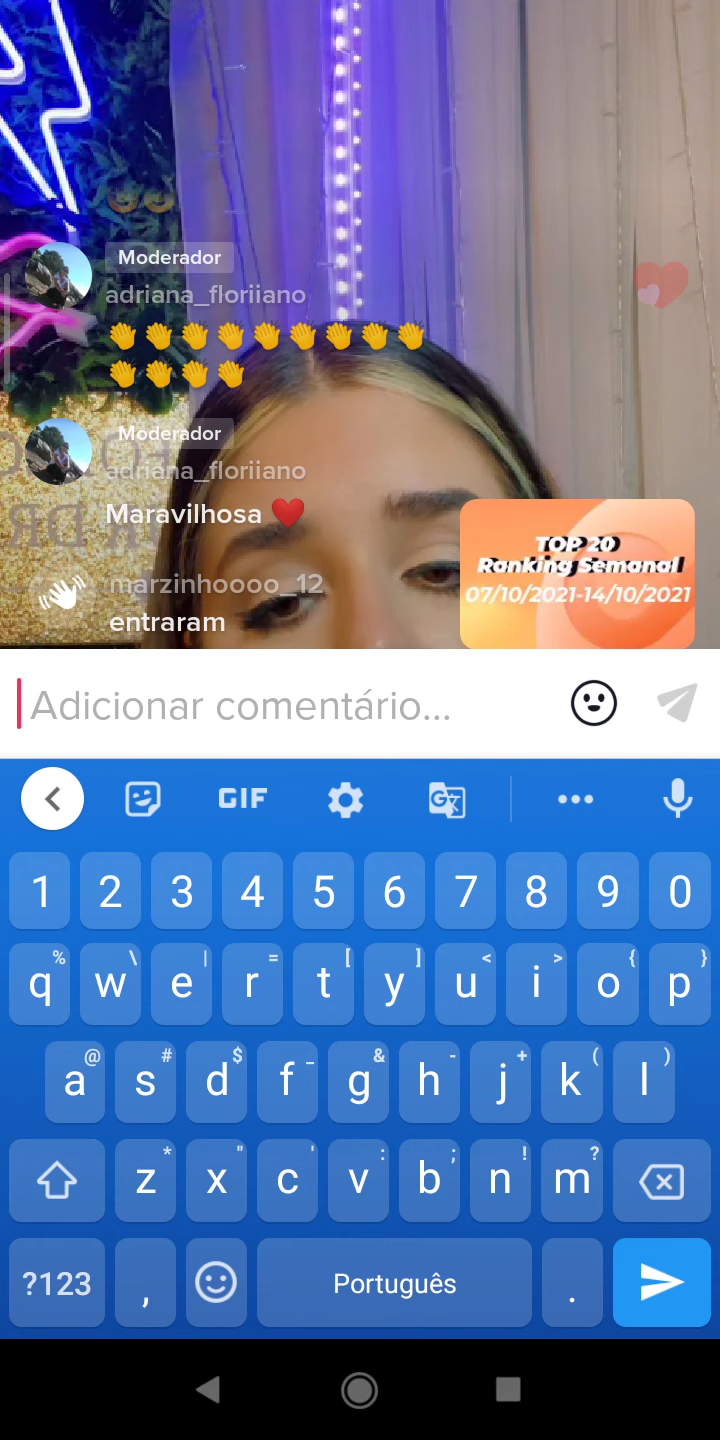 Moderador
adriana_floriiano
👏👏👏👏👏👏👏👏👏
👏👏👏👏
Moderador
adriana_floriiano
Maravilhosa ❤️
marzinhoooo_12
entraram
TOP 20
Ranking Semanal
07/10/2021-14/10/2021
Adicionar comentário...
GIF
1 2 3 4 5 6 7 8 9 0
% \ | = [ ] < > { }
q w e r t y u i o p
@ # $ _ & - + ( )
a s d f g h j k l
* " ' : ; ! ?
z x c v b n m
?123 , Português .